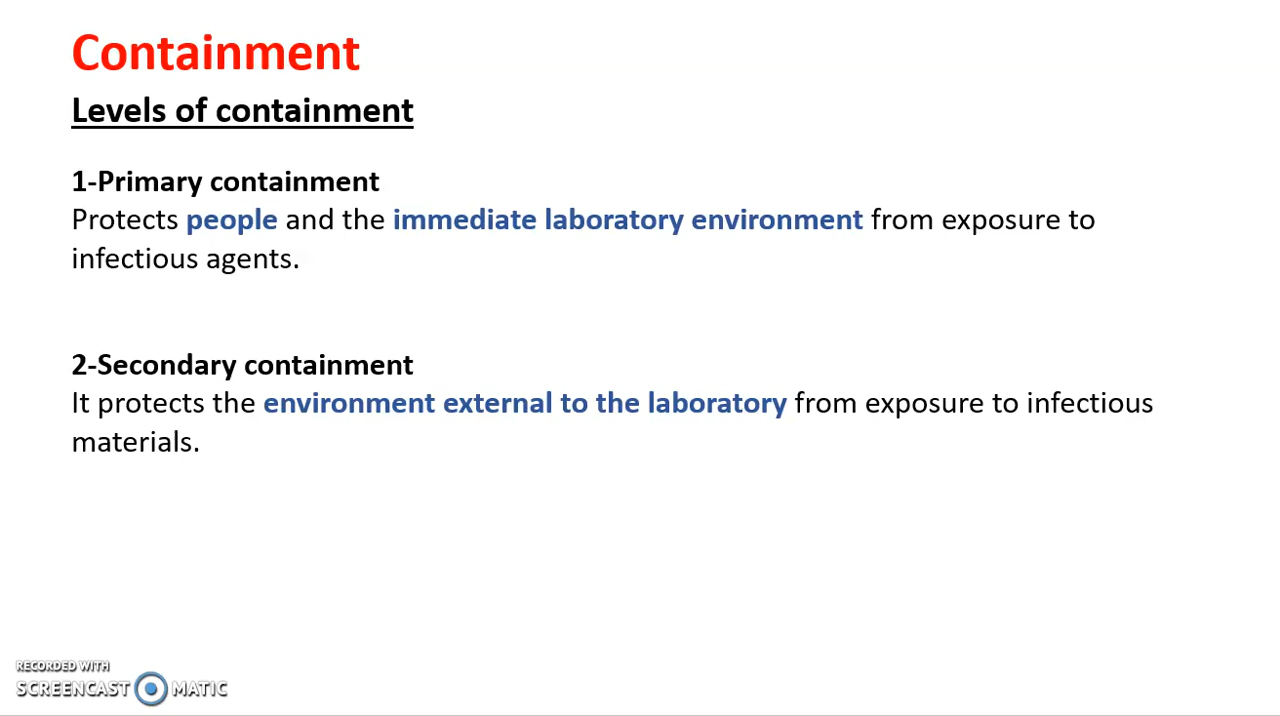 Containment
Levels of containment
1-Primary containment
Protects people and the immediate laboratory environment from exposure to
infectious agents.
2-Secondary containment
It protects the environment external to the laboratory from exposure to infectious
materials.
RECORDED WITH
SCREENCAST MATIC